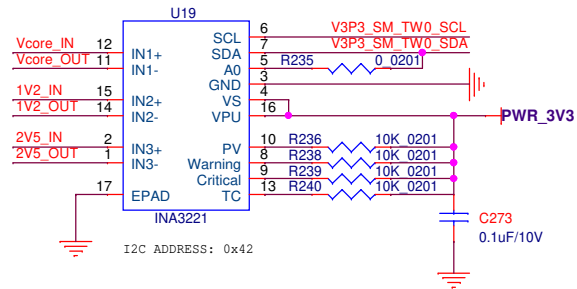 U19
Vcore_IN 12 IN1+ SCL 6 V3P3_SM_TW0_SCL
Vcore_OUT 11 IN1- SDA 7 V3P3_SM_TW0_SDA
A0 5 R235 0_0201
1V2_IN 15 IN2+ GND 3
1V2_OUT 14 IN2- VS 4
VPU 16 PWR_3V3
2V5_IN 2 IN3+ PV 10 R236 10K_0201
2V5_OUT 1 IN3- Warning 8 R238 10K_0201
Critical 9 R239 10K_0201
17 EPAD TC 13 R240 10K_0201
INA3221
C273
0.1uF/10V
I2C ADDRESS: 0x42